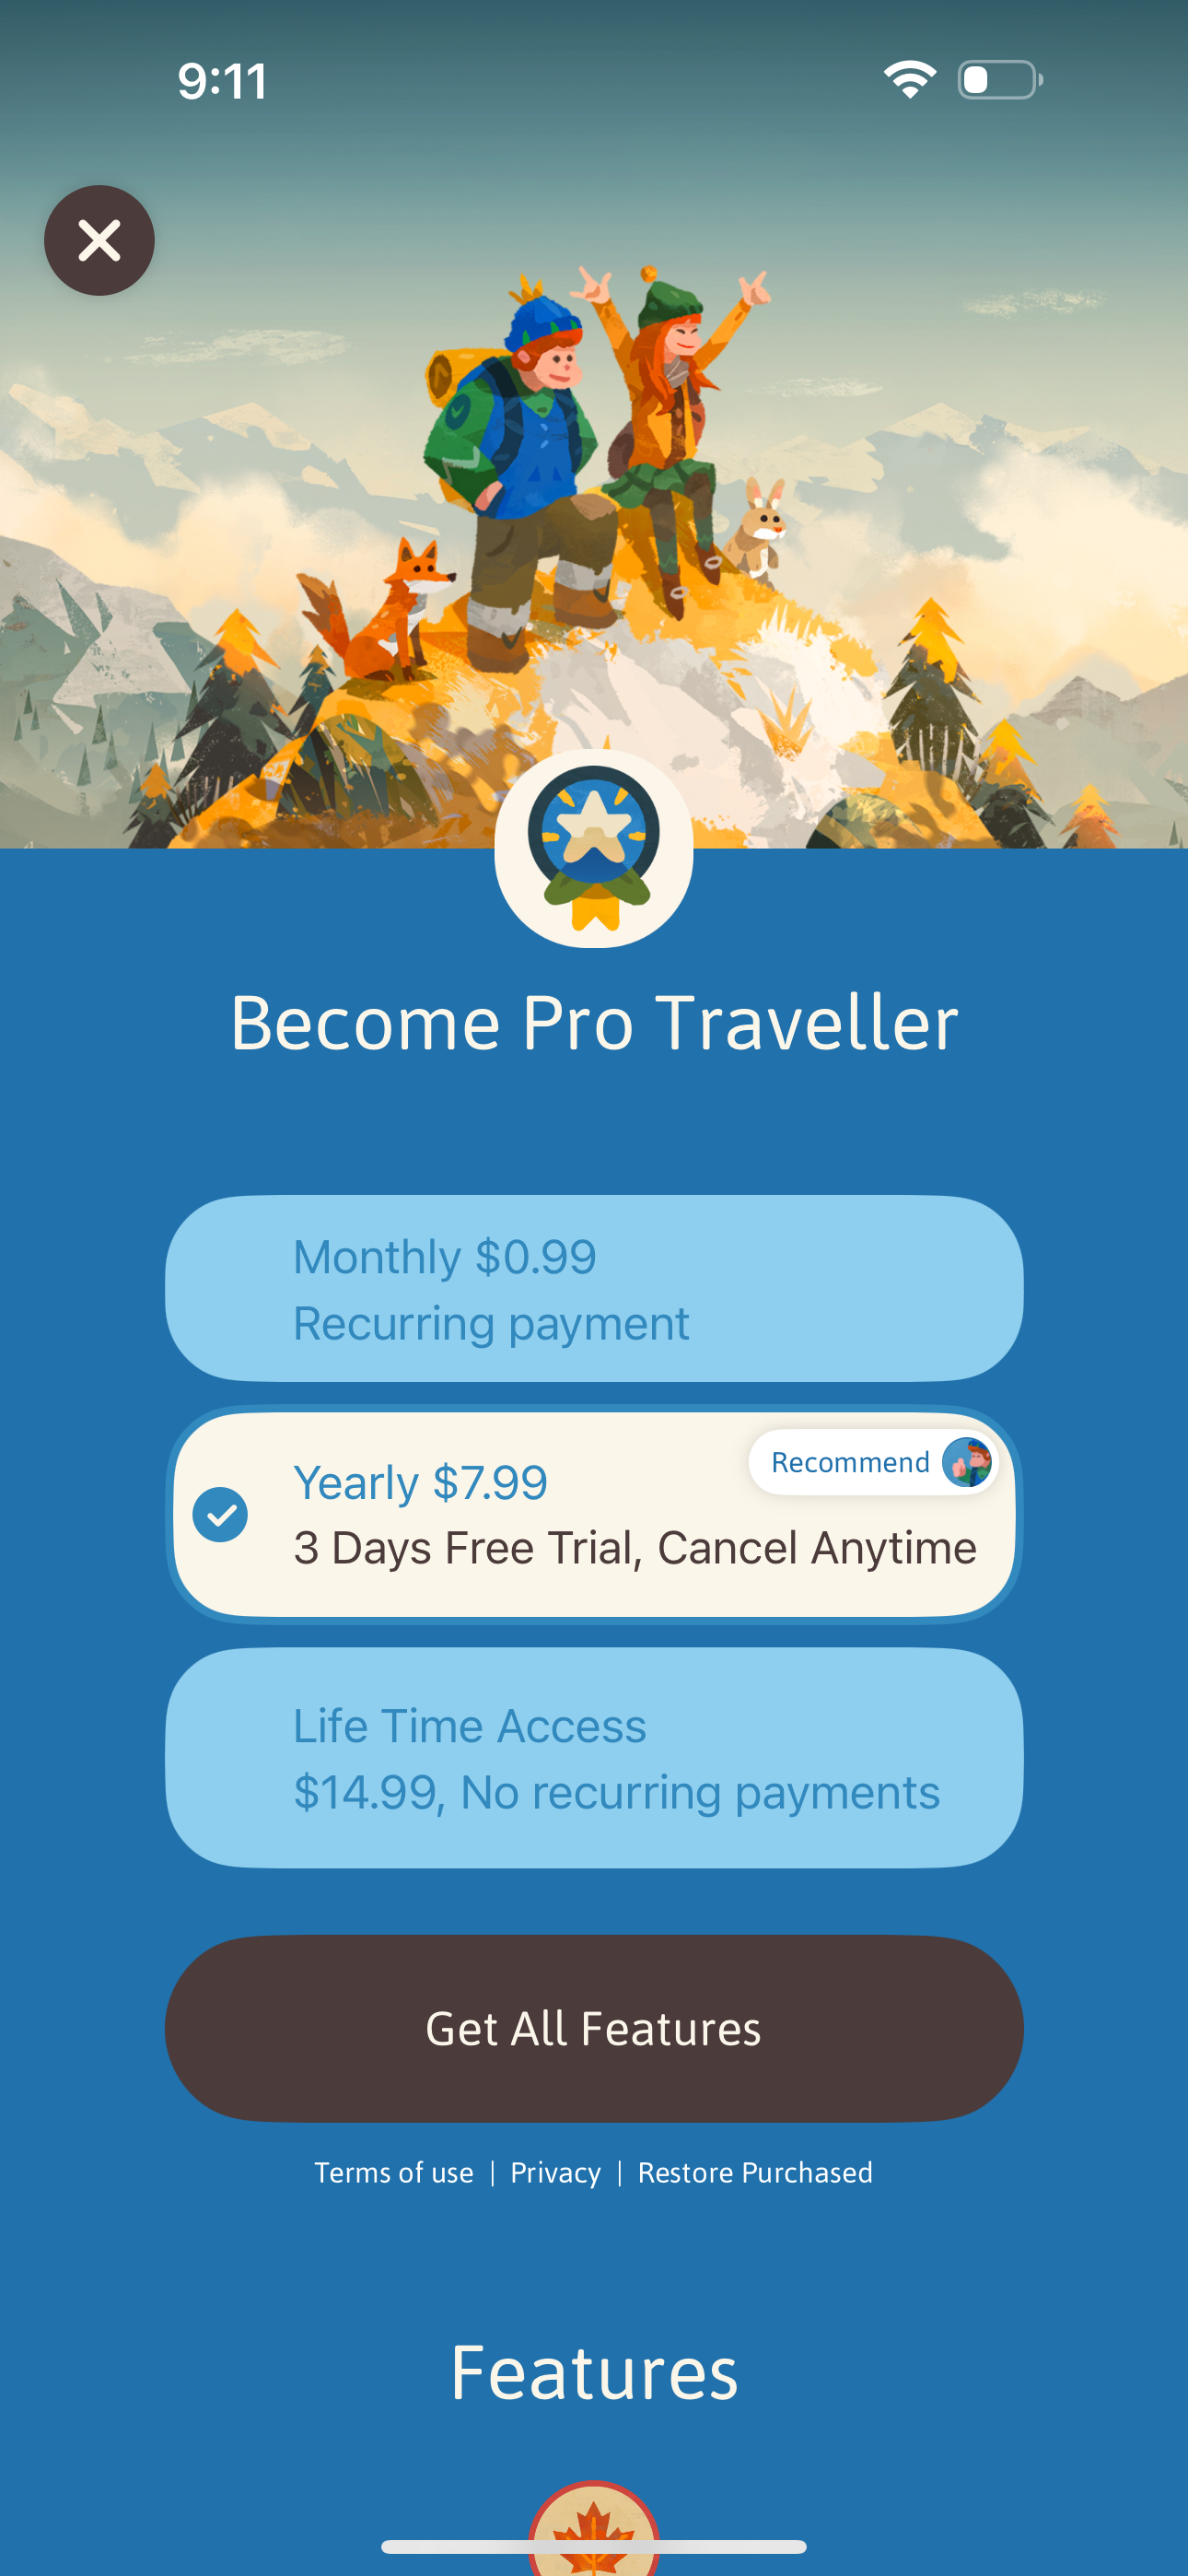 9:11
Become Pro Traveller
Monthly $0.99
Recurring payment
Recommend
Yearly $7.99
3 Days Free Trial, Cancel Anytime
Life Time Access
$14.99, No recurring payments
Get All Features
Terms of use | Privacy | Restore Purchased
Features